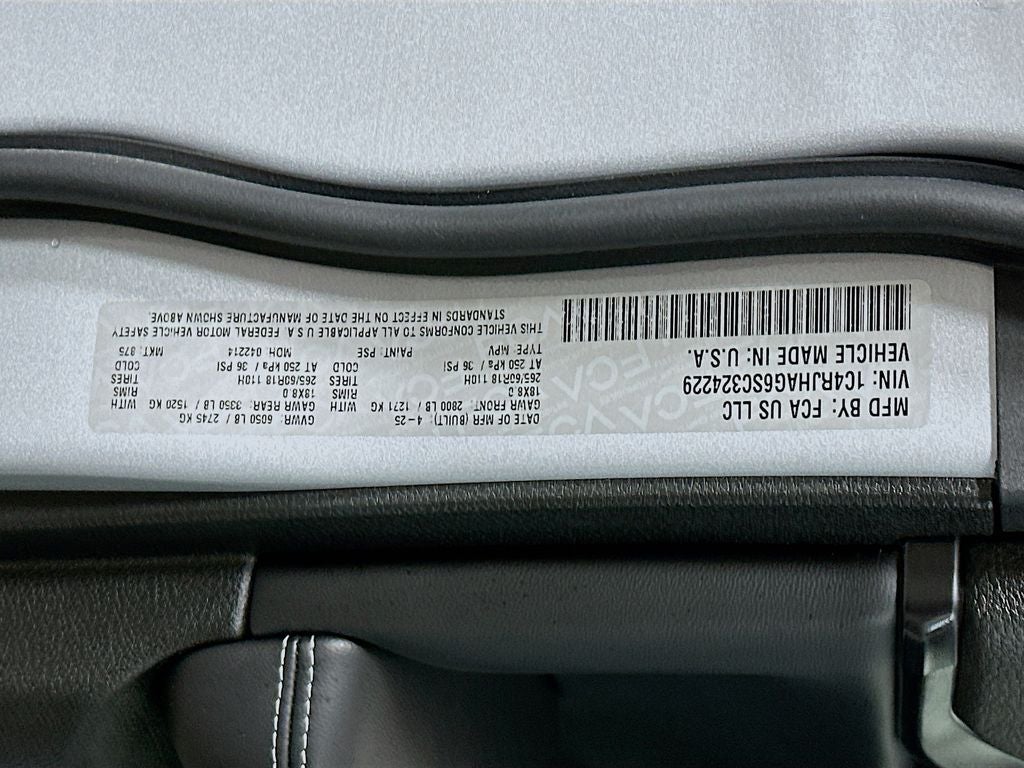 MFD BY: FCA US LLC
VIN: 1C4RJHAG6SC324229
VEHICLE MADE IN: U.S.A.
DATE OF MFR (BUILT): 4-25 GVWR: 6050 LB / 2745 KG
GAWR FRONT: 2800 LB / 1271 KG WITH GAWR REAR: 3350 LB / 1520 KG WITH
18X8.0 RIMS 18X8.0 RIMS
265/60R18 110H TIRES 265/60R18 110H TIRES
AT 250 kPa / 36 PSI COLD AT 250 kPa / 36 PSI COLD
TYPE: MPV PAINT: PSE MDH: 042214 MKT: 875
THIS VEHICLE CONFORMS TO ALL APPLICABLE U.S.A. FEDERAL MOTOR VEHICLE SAFETY
STANDARDS IN EFFECT ON THE DATE OF MANUFACTURE SHOWN ABOVE.